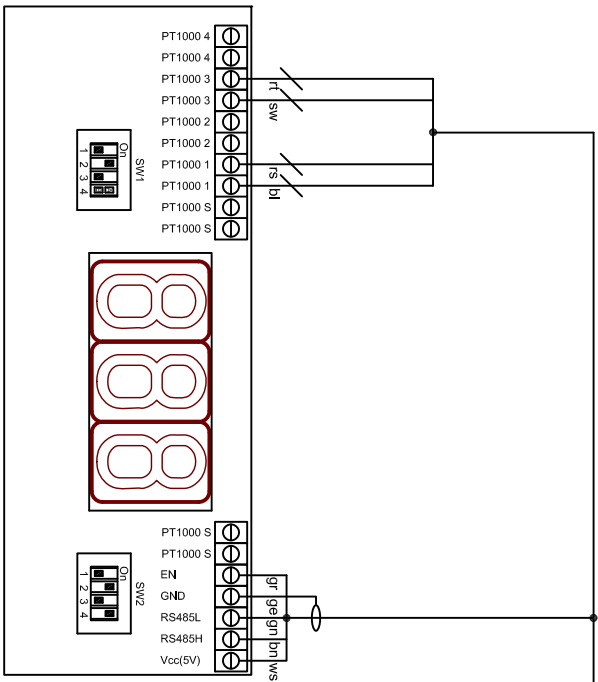 PT1000 4
PT1000 4
PT1000 3
rt
PT1000 3
sw
PT1000 2
PT1000 2
PT1000 1
rs
PT1000 1
bl
PT1000 S
PT1000 S
On
1
2
3
4
SW1
PT1000 S
PT1000 S
EN
gr
GND
ge
RS485L
gn
RS485H
bn
Vcc(5V)
ws
On
1
2
3
4
SW2